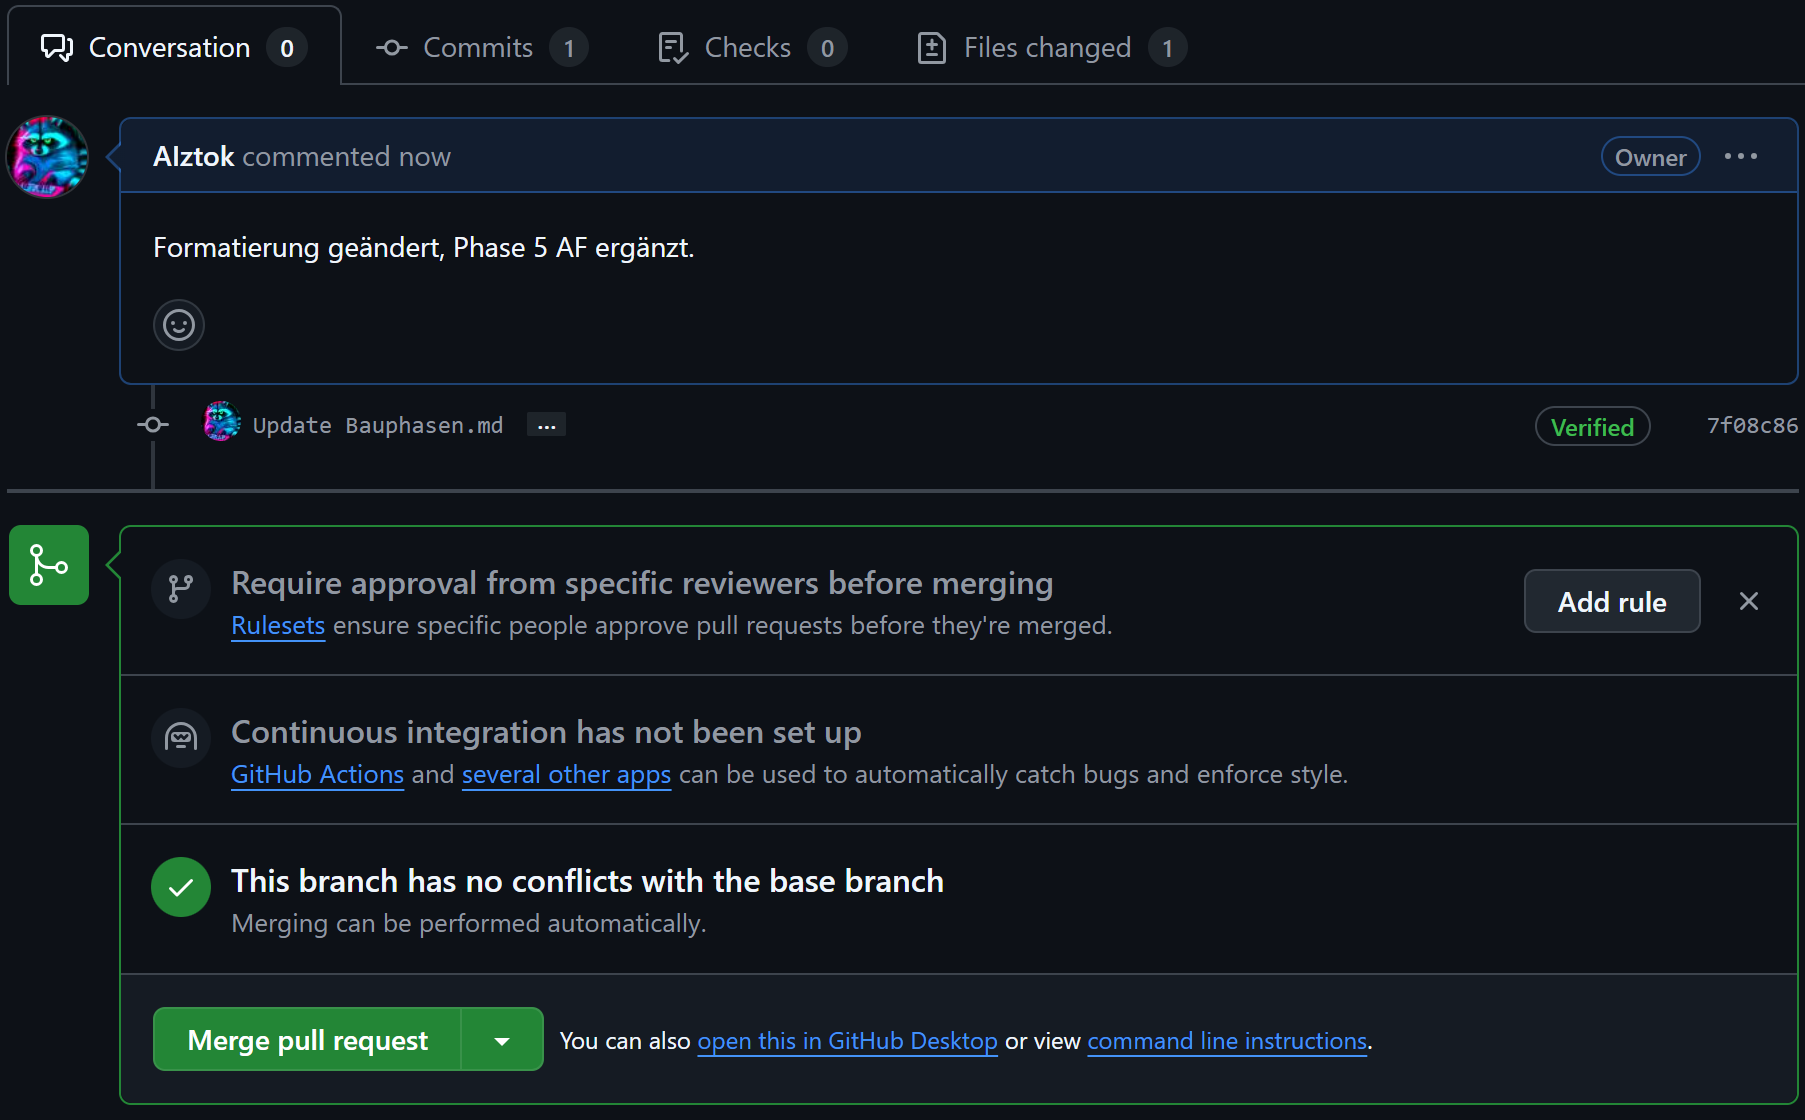 Conversation 0 Commits 1 Checks 0 Files changed 1
Alztok commented now Owner
Formatierung geändert, Phase 5 AF ergänzt.
Update Bauphasen.md ... Verified 7f08c86
Require approval from specific reviewers before merging
Rulesets ensure specific people approve pull requests before they're merged.
Add rule
Continuous integration has not been set up
GitHub Actions and several other apps can be used to automatically catch bugs and enforce style.
This branch has no conflicts with the base branch
Merging can be performed automatically.
Merge pull request You can also open this in GitHub Desktop or view command line instructions.